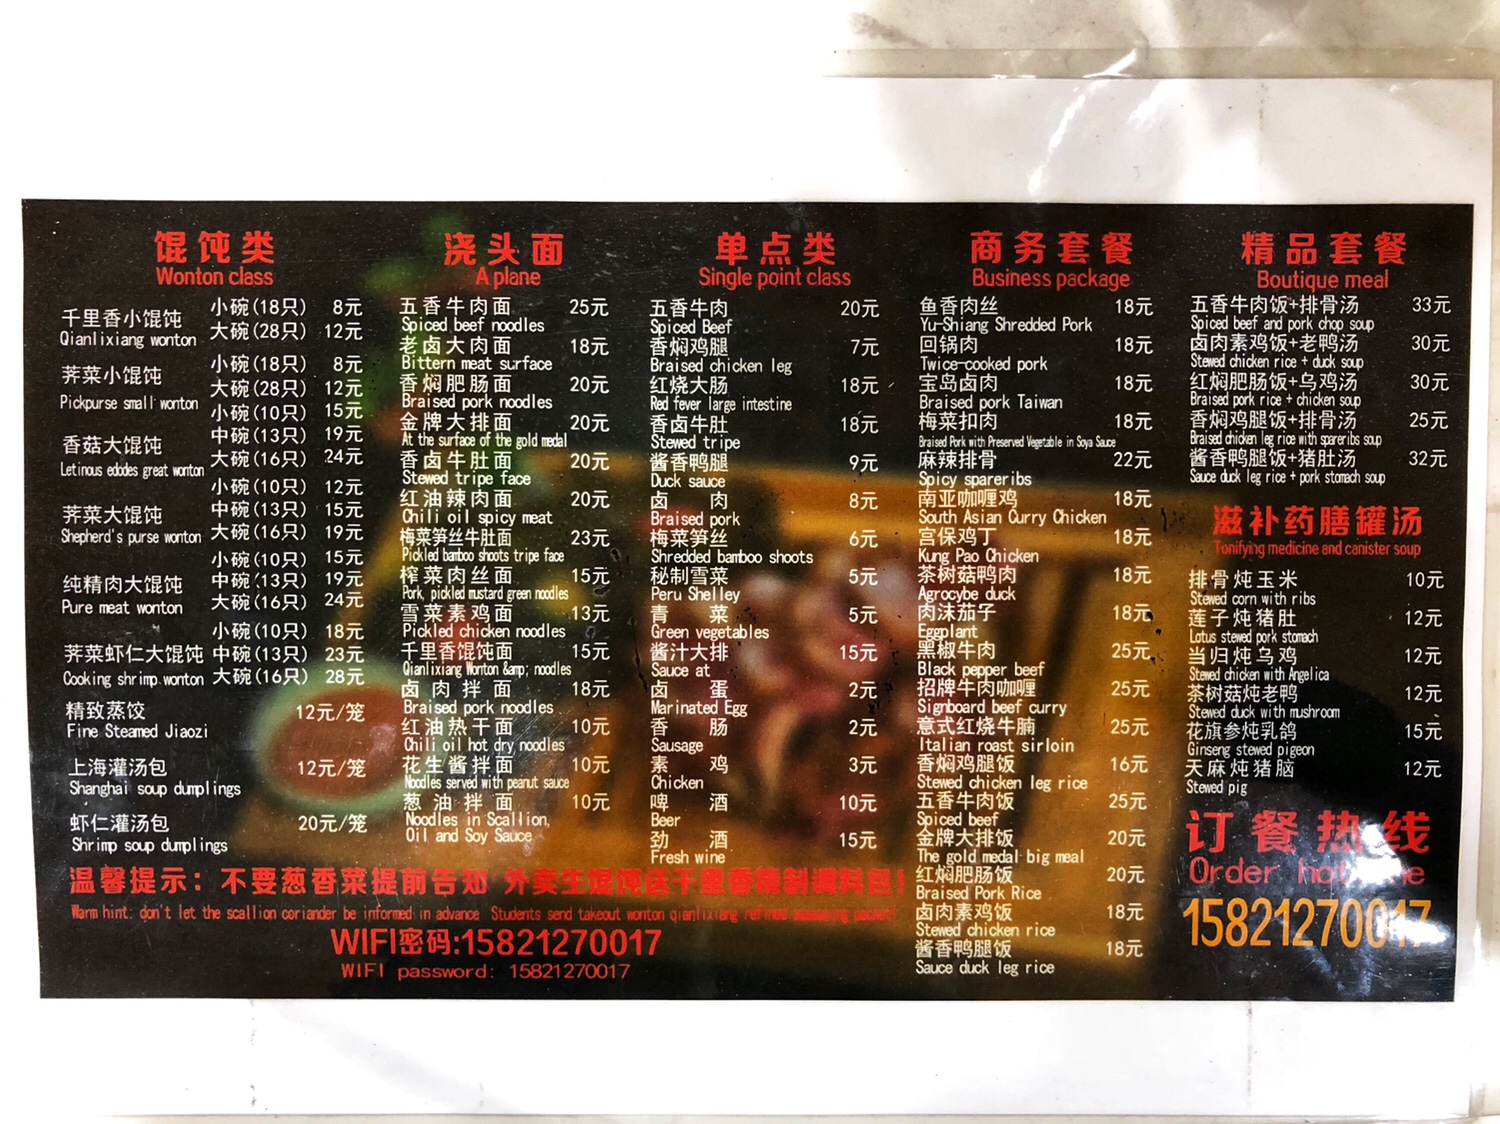 馄饨类
Wonton class
千里香小馄饨
Qianlixiang wonton
小碗(18只) 8元
大碗(28只) 12元
荠菜小馄饨
Pickpurse small wonton
小碗(18只) 8元
大碗(28只) 12元
香菇大馄饨
Letinous edodes great wonton
小碗(10只) 15元
中碗(13只) 19元
大碗(16只) 24元
荠菜大馄饨
Shepherd's purse wonton
小碗(10只) 12元
中碗(13只) 15元
大碗(16只) 19元
纯精肉大馄饨
Pure meat wonton
小碗(10只) 15元
中碗(13只) 19元
大碗(16只) 24元
荠菜虾仁大馄饨
Cooking shrimp wonton
小碗(10只) 18元
中碗(13只) 23元
大碗(16只) 28元
精致蒸饺 12元/笼
Fine Steamed Jiaozi
上海灌汤包 12元/笼
Shanghai soup dumplings
虾仁灌汤包 20元/笼
Shrimp soup dumplings
浇头面
A plane
五香牛肉面 25元
Spiced beef noodles
老卤大肉面 18元
Bittern meat surface
香焖肥肠面 20元
Braised pork noodles
金牌大排面 20元
At the surface of the gold medal
香卤牛肚面 20元
Stewed tripe face
红油辣肉面 20元
Chili oil spicy meat
梅菜笋丝牛肚面 23元
Pickled bamboo shoots tripe face
榨菜肉丝面 15元
Pork, pickled mustard green noodles
雪菜素鸡面 13元
Pickled chicken noodles
千里香馄饨面 15元
Qianlixiang Wonton &amp; noodles
卤肉拌面 18元
Braised pork noodles
红油热干面 10元
Chili oil hot dry noodles
花生酱拌面 10元
Noodles served with peanut sauce
葱油拌面 10元
Noodles in Scallion,
Oil and Soy Sauce
单点类
Single point class
五香牛肉 20元
Spiced Beef
香焖鸡腿 7元
Braised chicken leg
红烧大肠 18元
Red fever large intestine
香卤牛肚 18元
Stewed tripe
酱香鸭腿 9元
Duck sauce
卤肉 8元
Braised pork
梅菜笋丝 6元
Shredded bamboo shoots
秘制雪菜 5元
Peru Shelley
青菜 5元
Green vegetables
酱汁大排 15元
Sauce at
卤蛋 2元
Marinated Egg
香肠 2元
Sausage
素鸡 3元
Chicken
啤酒 10元
Beer
劲酒 15元
Fresh wine
商务套餐
Business package
鱼香肉丝 18元
Yu-Shiang Shredded Pork
回锅肉 18元
Twice-cooked pork
宝岛卤肉 18元
Braised pork Taiwan
梅菜扣肉 18元
Braised Pork with Preserved Vegetable in Soya Sauce
麻辣排骨 22元
Spicy spareribs
南亚咖喱鸡 18元
South Asian Curry Chicken
宫保鸡丁 18元
Kung Pao Chicken
茶树菇鸭肉 18元
Agrocybe duck
肉沫茄子 18元
Eggplant
黑椒牛肉 25元
Black pepper beef
招牌牛肉咖喱 25元
Signboard beef curry
意式红烧牛腩 25元
Italian roast sirloin
香焖鸡腿饭 16元
Stewed chicken leg rice
五香牛肉饭 25元
Spiced beef
金牌大排饭 20元
The gold medal big meal
红焖肥肠饭 20元
Braised Pork Rice
卤肉素鸡饭 18元
Stewed chicken rice
酱香鸭腿饭 18元
Sauce duck leg rice
精品套餐
Boutique meal
五香牛肉饭+排骨汤 33元
Spiced beef and pork chop soup
卤肉素鸡饭+老鸭汤 30元
Stewed chicken rice + duck soup
红焖肥肠饭+乌鸡汤 30元
Braised pork rice + chicken soup
香焖鸡腿饭+排骨汤 25元
Braised chicken leg rice with spareribs soup
酱香鸭腿饭+猪肚汤 32元
Sauce duck leg rice + pork stomach soup
滋补药膳罐汤
Tonifying medicine and canister soup
排骨炖玉米 10元
Stewed corn with ribs
莲子炖猪肚 12元
Lotus stewed pork stomach
当归炖乌鸡 12元
Stewed chicken with Angelica
茶树菇炖老鸭 12元
Stewed duck with mushroom
花旗参炖乳鸽 15元
Ginseng stewed pigeon
天麻炖猪脑 12元
Stewed pig
订餐热线
Order
15821270017
温馨提示：不要葱香菜提前告知 外卖生馄饨送千里香精制调料包!
Warm hint: don't let the scallion coriander be informed in advance Students send takeout wonton qianlixiang refined seasoning packet!
WIFI密码:15821270017
WIFI password: 15821270017